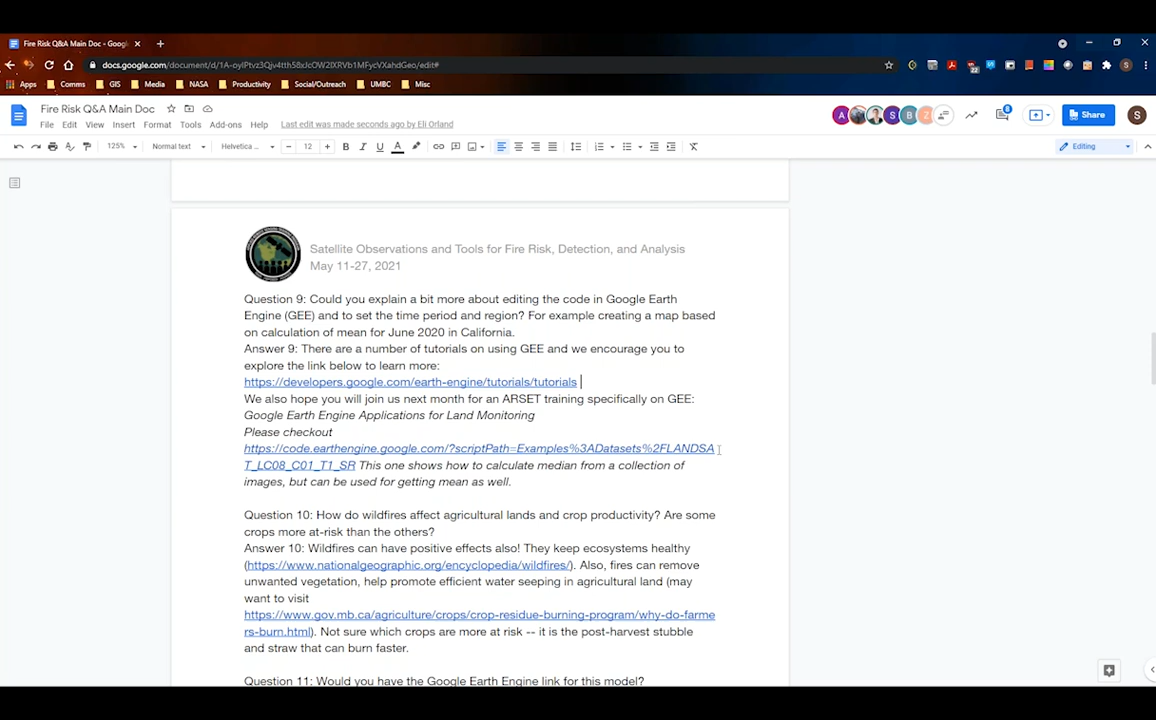 Fire Risk Q&A Main Doc - Googl
Apps Comms GIS Media NASA Productivity Social/Outreach UMBC Misc
Fire Risk Q&A Main Doc
File Edit View Insert Format Tools Add-ons Help Last edit was made seconds ago by Eli Orland
A S B Z 8 Share S
125% Normal text Helvetica ... 12 B I U A Editing
Satellite Observations and Tools for Fire Risk, Detection, and Analysis
May 11-27, 2021
Question 9: Could you explain a bit more about editing the code in Google Earth
Engine (GEE) and to set the time period and region? For example creating a map based
on calculation of mean for June 2020 in California.
Answer 9: There are a number of tutorials on using GEE and we encourage you to
explore the link below to learn more:
https://developers.google.com/earth-engine/tutorials/tutorials
We also hope you will join us next month for an ARSET training specifically on GEE:
Google Earth Engine Applications for Land Monitoring
Please checkout
https://code.earthengine.google.com/?scriptPath=Examples%3ADatasets%2FLANDSA
T_LC08_C01_T1_SR This one shows how to calculate median from a collection of
images, but can be used for getting mean as well.
Question 10: How do wildfires affect agricultural lands and crop productivity? Are some
crops more at-risk than the others?
Answer 10: Wildfires can have positive effects also! They keep ecosystems healthy
(https://www.nationalgeographic.org/encyclopedia/wildfires/). Also, fires can remove
unwanted vegetation, help promote efficient water seeping in agricultural land (may
want to visit
https://www.gov.mb.ca/agriculture/crops/crop-residue-burning-program/why-do-farme
rs-burn.html). Not sure which crops are more at risk -- it is the post-harvest stubble
and straw that can burn faster.
Question 11: Would you have the Google Earth Engine link for this model?